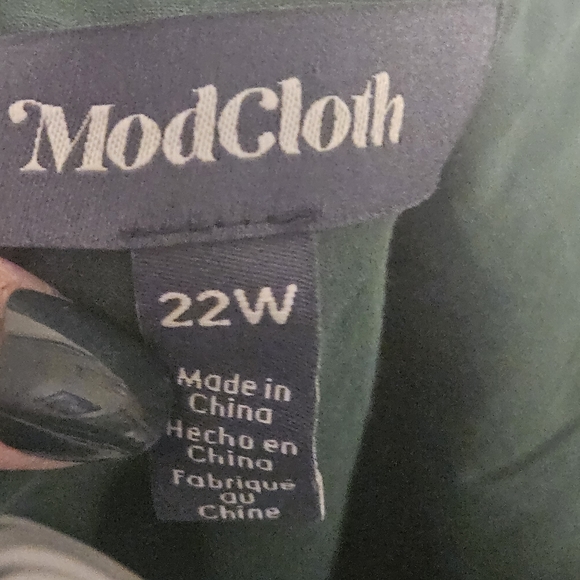 ModCloth
22W
Made in
China
Hecho en
China
Fabriqué
au
Chine